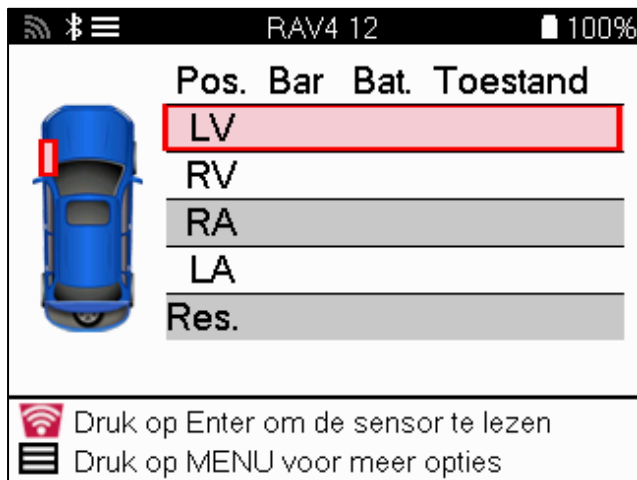 RAV4 12 100%
Pos. Bar Bat. Toestand
LV
RV
RA
LA
Res.
Druk op Enter om de sensor te lezen
Druk op MENU voor meer opties